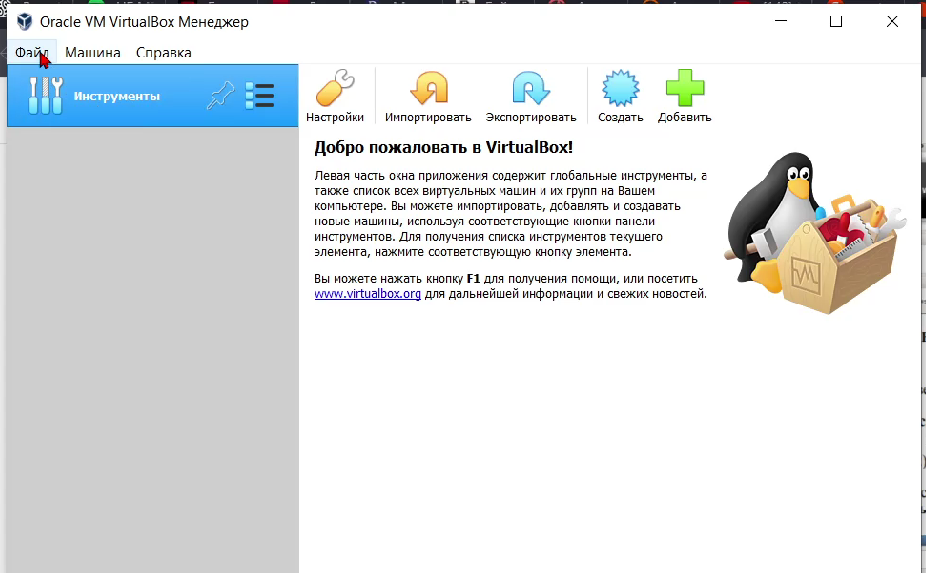 Oracle VM VirtualBox Менеджер
Файл Машина Справка
Инструменты
Настройки Импортировать Экспортировать Создать Добавить
Добро пожаловать в VirtualBox!
Левая часть окна приложения содержит глобальные инструменты, а
также список всех виртуальных машин и их групп на Вашем
компьютере. Вы можете импортировать, добавлять и создавать
новые машины, используя соответствующие кнопки панели
инструментов. Для получения списка инструментов текущего
элемента, нажмите соответствующую кнопку элемента.
Вы можете нажать кнопку F1 для получения помощи, или посетить
www.virtualbox.org для дальнейшей информации и свежих новостей.